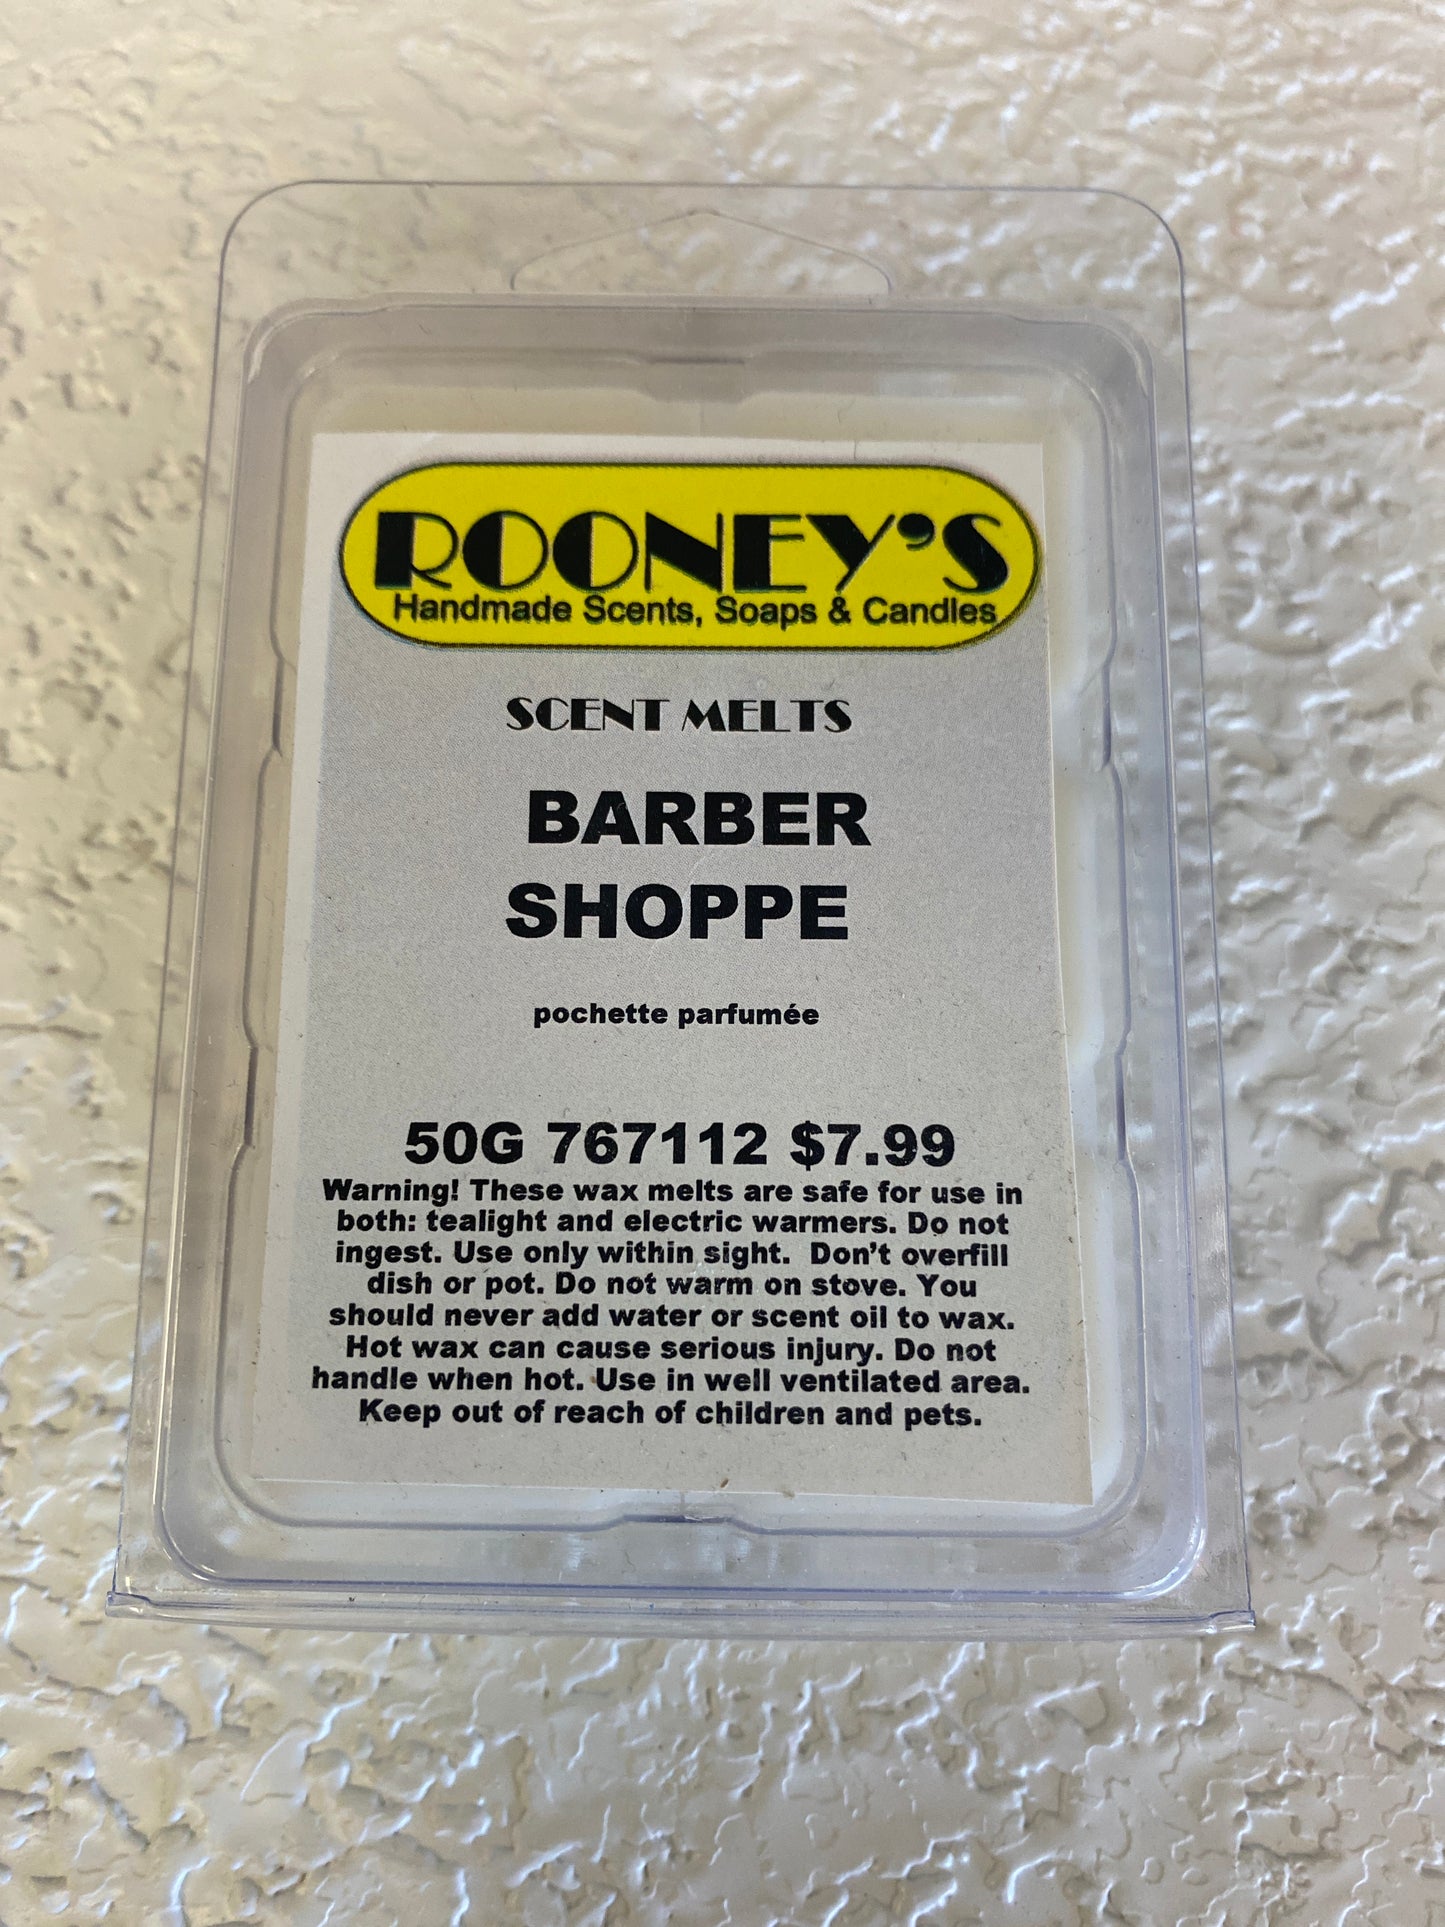 ROONEY'S
Handmade Scents, Soaps & Candles
SCENT MELTS
BARBER
SHOPPE
pochette parfumée
50G 767112 $7.99
Warning! These wax melts are safe for use in
both: tealight and electric warmers. Do not
ingest. Use only within sight.  Don't overfill
dish or pot. Do not warm on stove. You
should never add water or scent oil to wax.
Hot wax can cause serious injury. Do not
handle when hot. Use in well ventilated area.
Keep out of reach of children and pets.